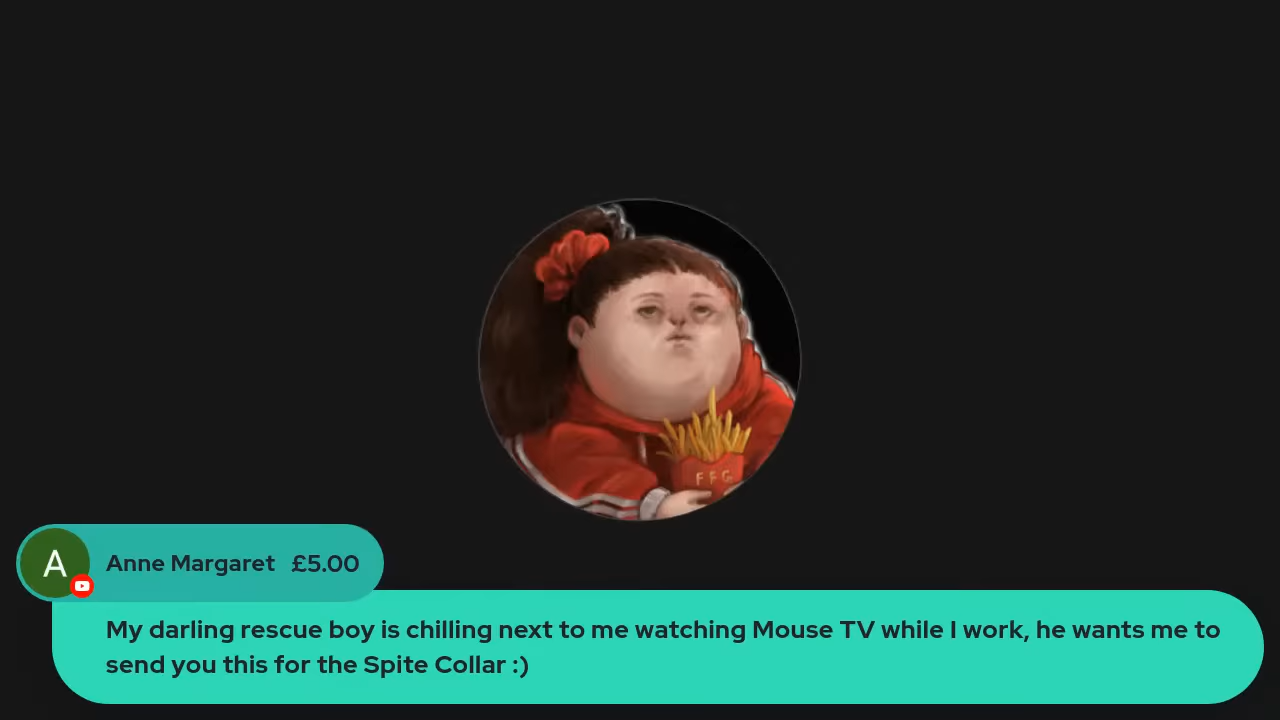 FFG
A
Anne Margaret £5.00
My darling rescue boy is chilling next to me watching Mouse TV while I work, he wants me to
send you this for the Spite Collar :)